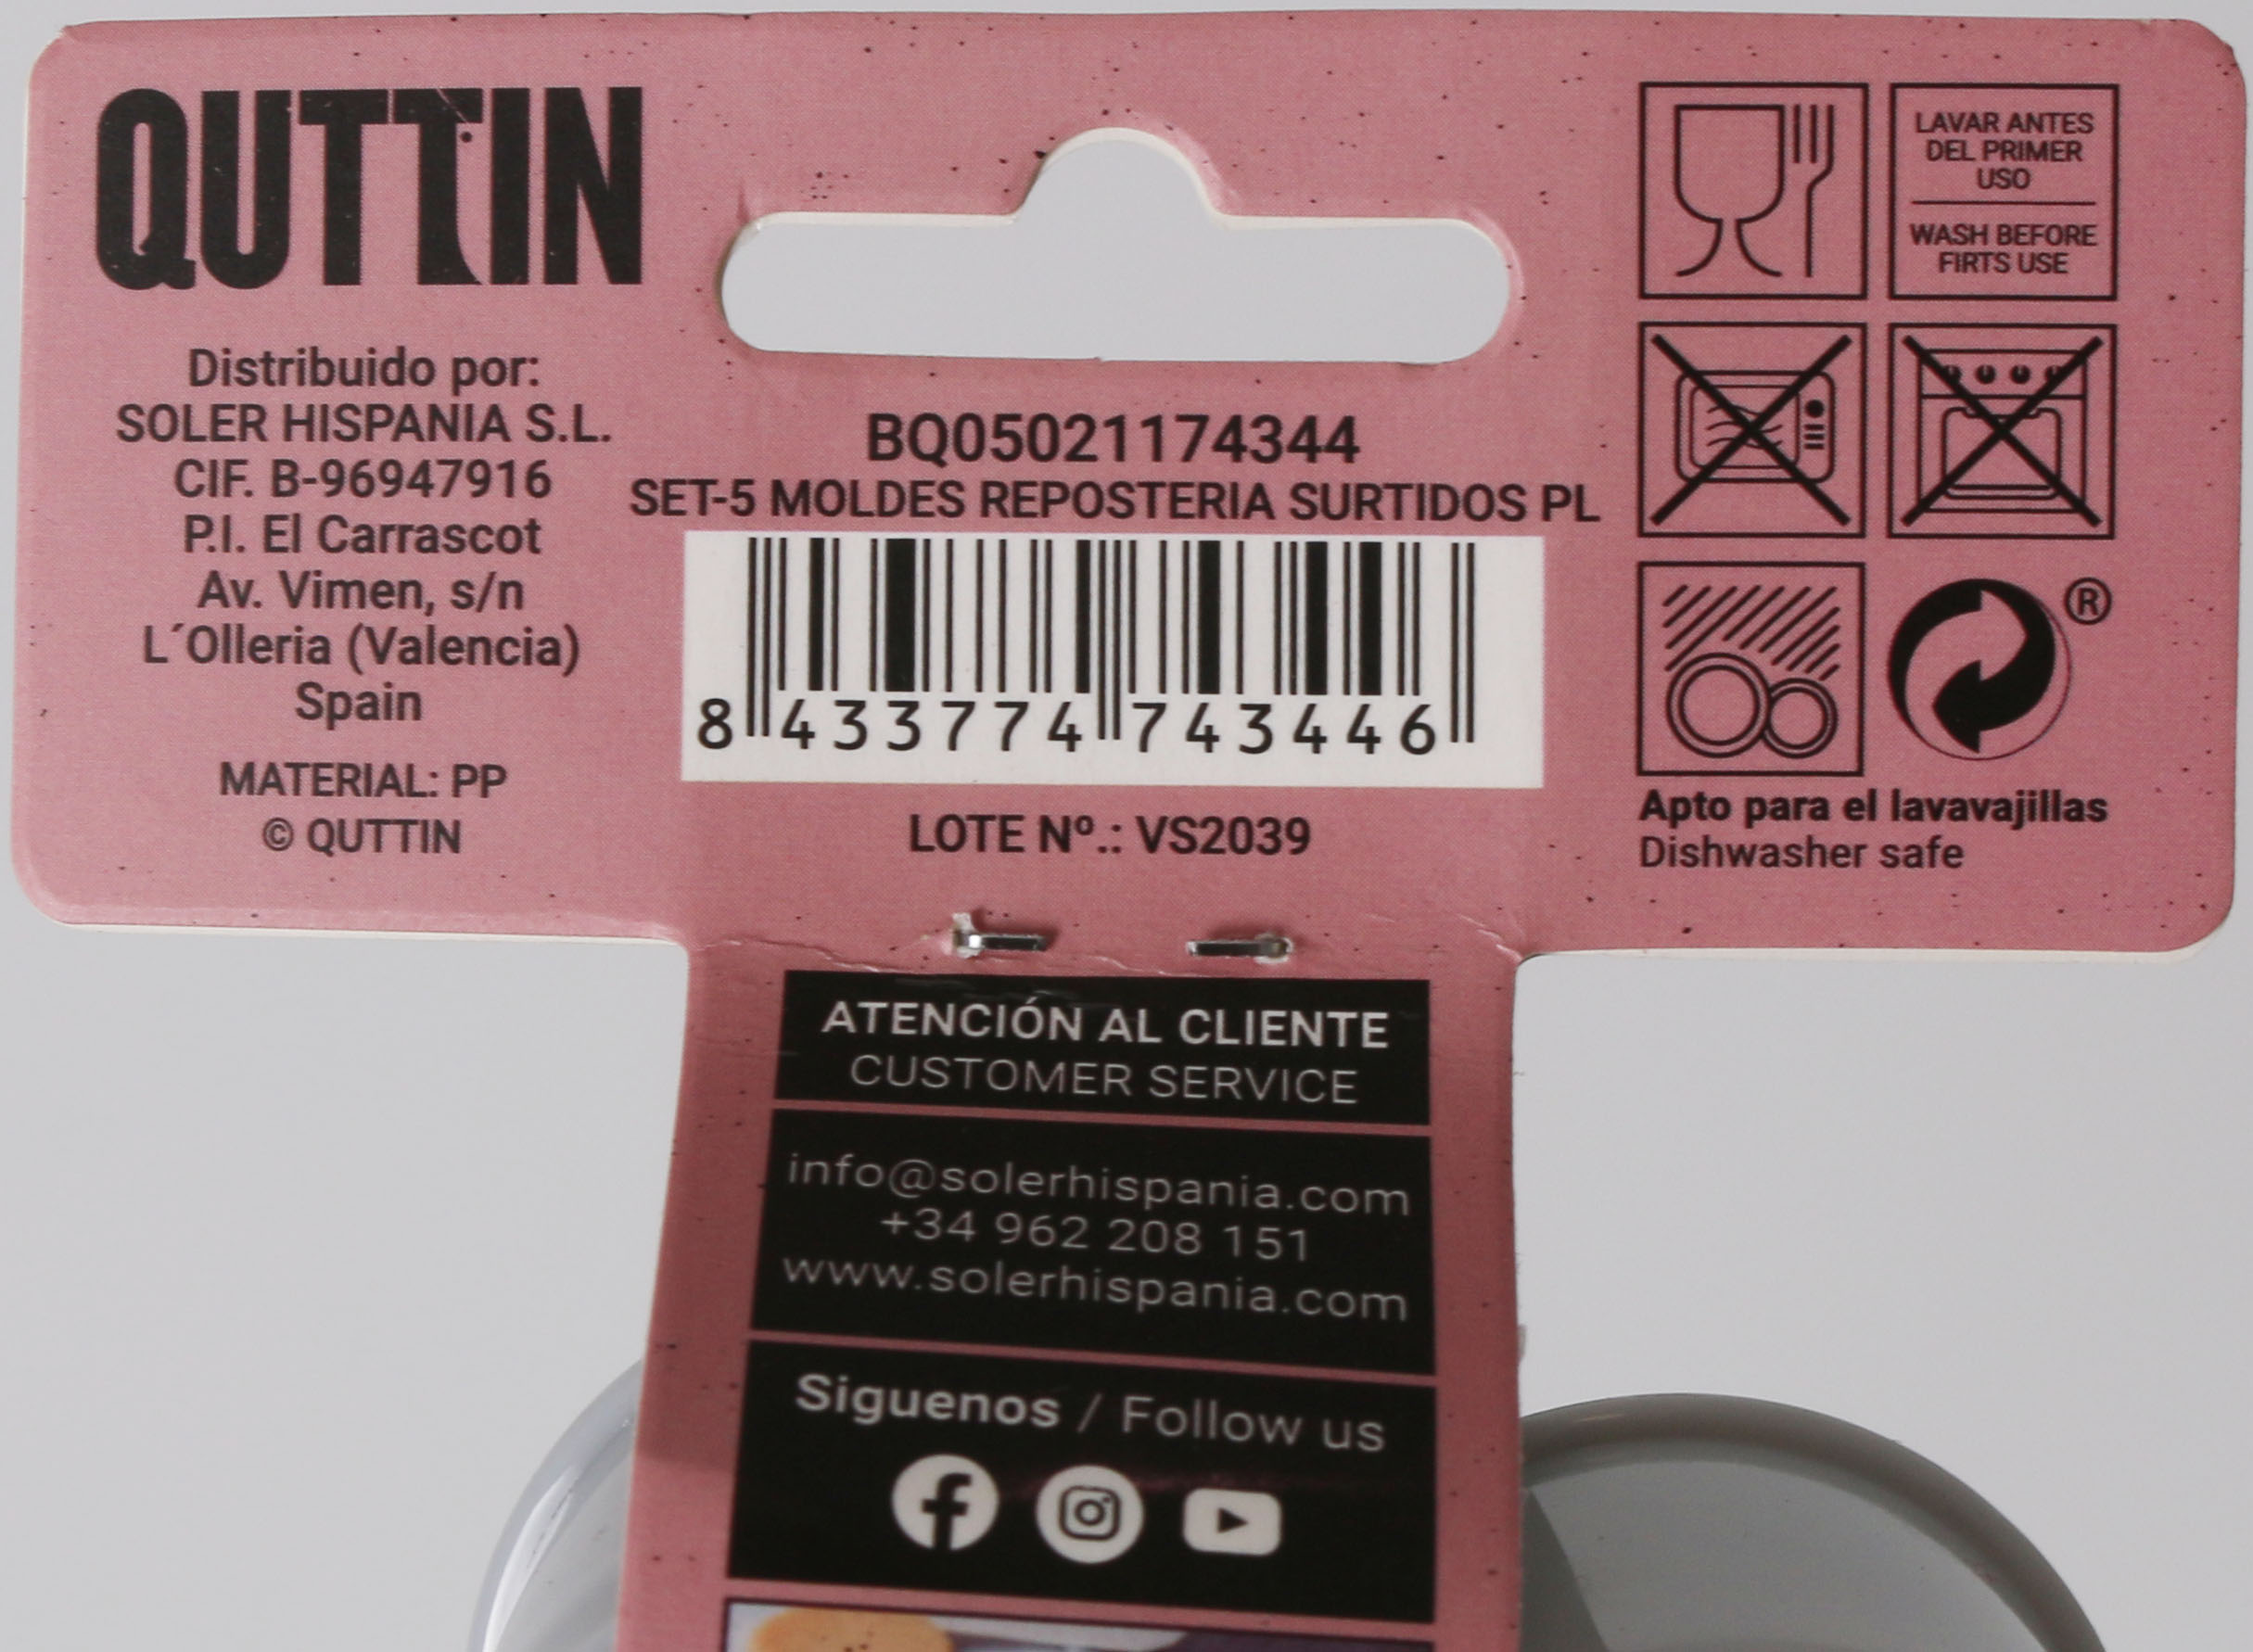 QUTTIN
Distribuido por:
SOLER HISPANIA S.L.
CIF. B-96947916
P.I. El Carrascot
Av. Vimen, s/n
L´Olleria (Valencia)
Spain
MATERIAL: PP
© QUTTIN
BQ05021174344
SET-5 MOLDES REPOSTERIA SURTIDOS PL
8 433774 743446
LOTE Nº.: VS2039
LAVAR ANTES
DEL PRIMER
USO
WASH BEFORE
FIRTS USE
®
Apto para el lavavajillas
Dishwasher safe
ATENCIÓN AL CLIENTE
CUSTOMER SERVICE
info@solerhispania.com
+34 962 208 151
www.solerhispania.com
Siguenos / Follow us